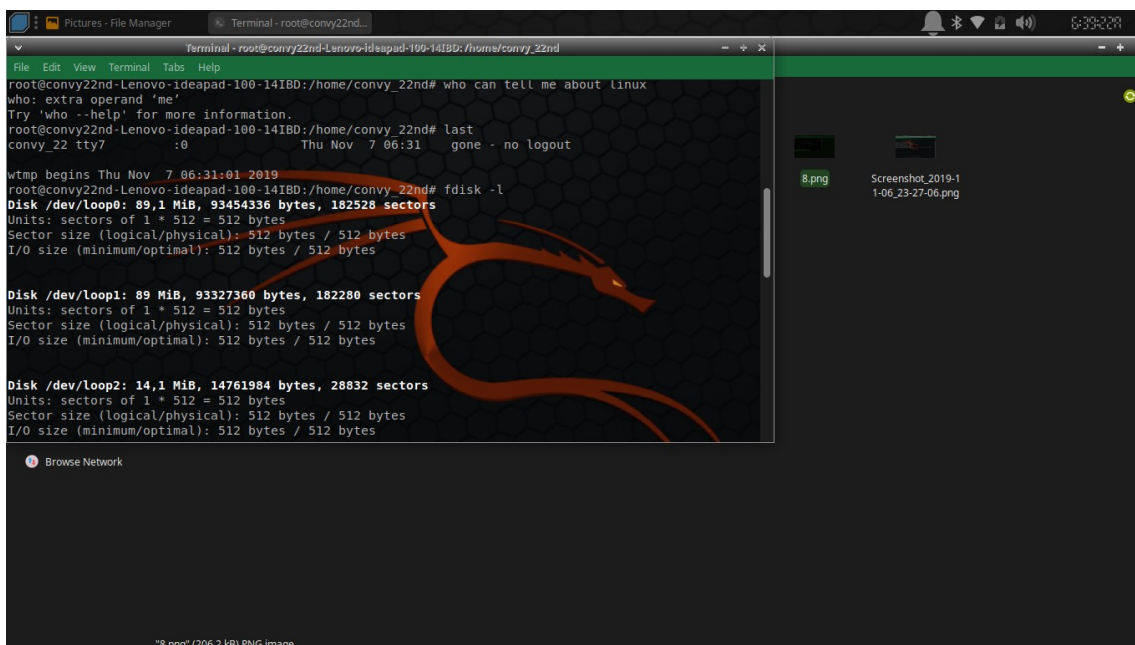 Pictures - File Manager
Terminal - root@convy22nd...
6:39:22A
Terminal - root@convy22nd-Lenovo-ideapad-100-14IBD: /home/convy_22nd
File Edit View Terminal Tabs Help
root@convy22nd-Lenovo-ideapad-100-14IBD:/home/convy_22nd# who can tell me about linux
who: extra operand ‘me’
Try 'who --help' for more information.
root@convy22nd-Lenovo-ideapad-100-14IBD:/home/convy_22nd# last
convy_22 tty7 :0 Thu Nov 7 06:31 gone - no logout
wtmp begins Thu Nov 7 06:31:01 2019
root@convy22nd-Lenovo-ideapad-100-14IBD:/home/convy_22nd# fdisk -l
Disk /dev/loop0: 89,1 MiB, 93454336 bytes, 182528 sectors
Units: sectors of 1 * 512 = 512 bytes
Sector size (logical/physical): 512 bytes / 512 bytes
I/O size (minimum/optimal): 512 bytes / 512 bytes
Disk /dev/loop1: 89 MiB, 93327360 bytes, 182280 sectors
Units: sectors of 1 * 512 = 512 bytes
Sector size (logical/physical): 512 bytes / 512 bytes
I/O size (minimum/optimal): 512 bytes / 512 bytes
Disk /dev/loop2: 14,1 MiB, 14761984 bytes, 28832 sectors
Units: sectors of 1 * 512 = 512 bytes
Sector size (logical/physical): 512 bytes / 512 bytes
I/O size (minimum/optimal): 512 bytes / 512 bytes
8.png
Screenshot_2019-1
1-06_23-27-06.png
Browse Network
"8.png" (206,2 kB) PNG image